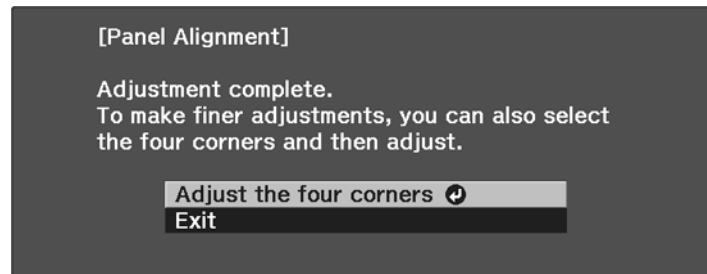 [Panel Alignment]
Adjustment complete.
To make finer adjustments, you can also select
the four corners and then adjust.
Adjust the four corners
Exit